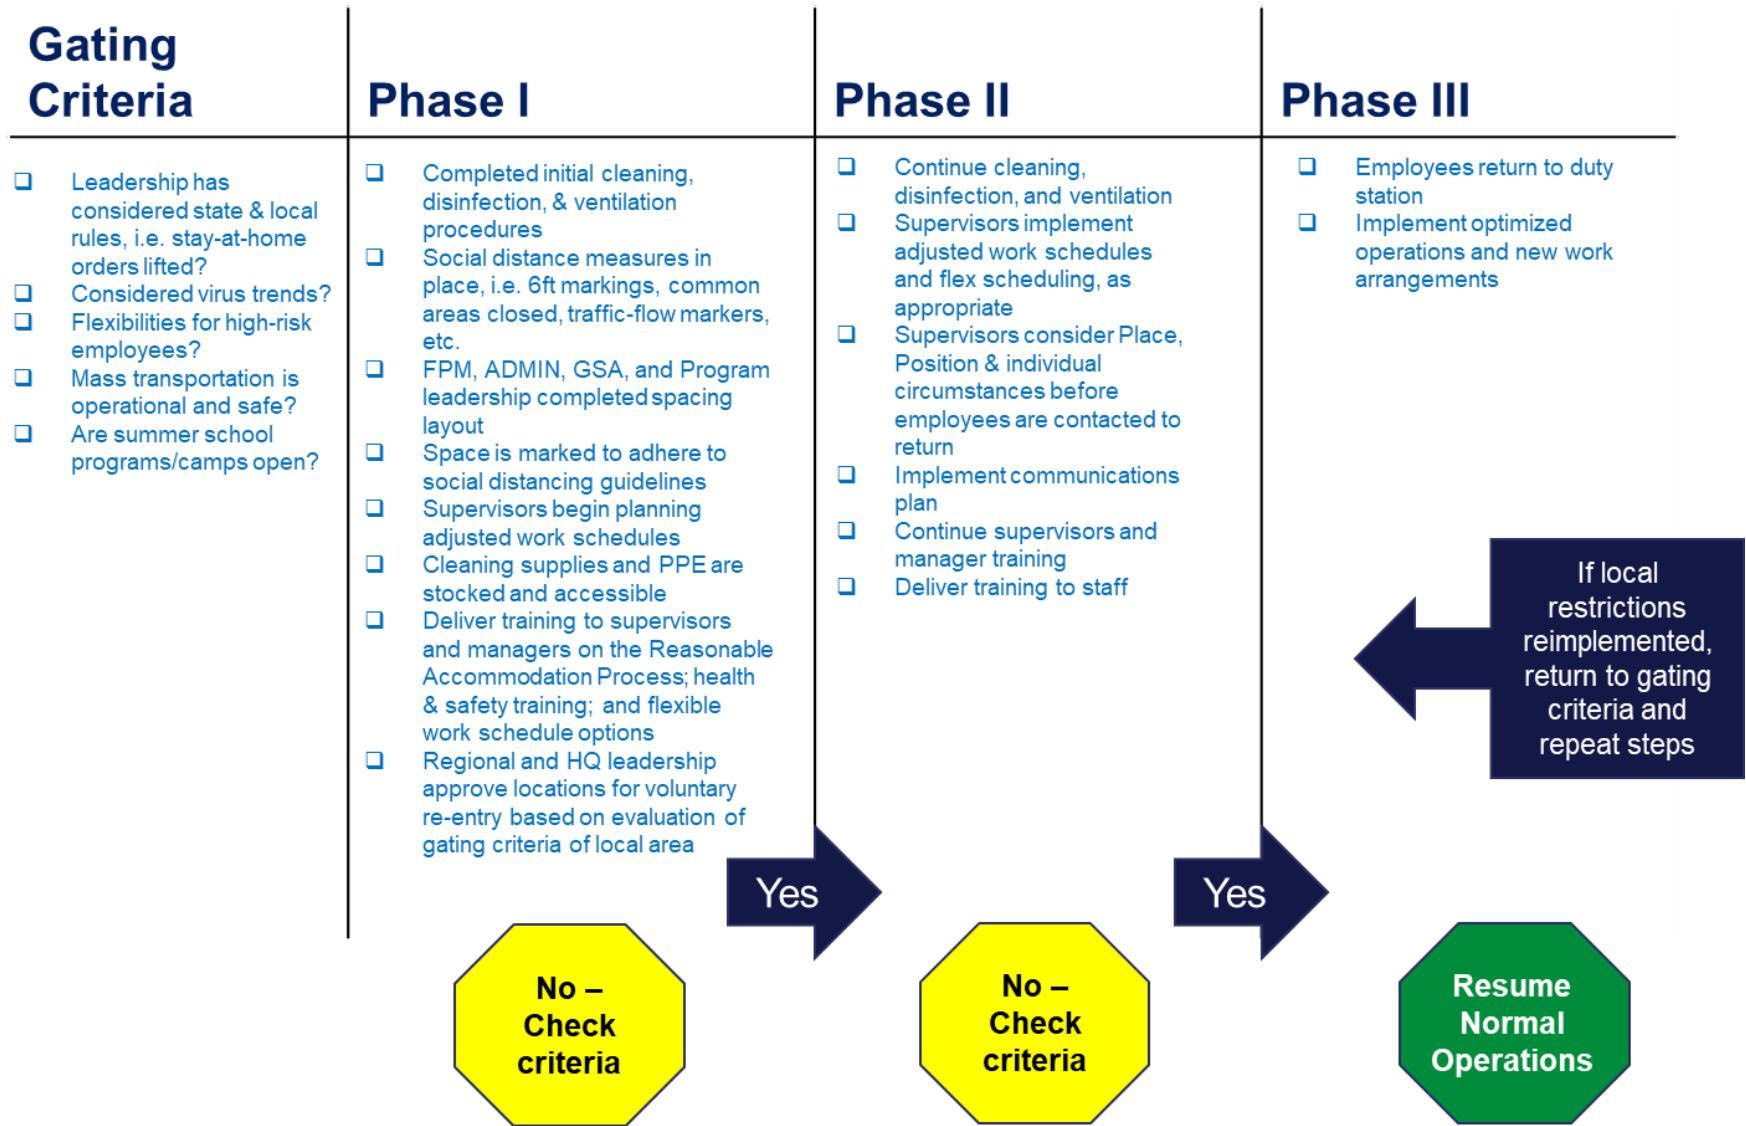 Gating
Criteria
Phase I
Phase II
Phase III
❑ Leadership has
considered state & local
rules, i.e. stay-at-home
orders lifted?
❑ Considered virus trends?
❑ Flexibilities for high-risk
employees?
❑ Mass transportation is
operational and safe?
❑ Are summer school
programs/camps open?
❑ Completed initial cleaning,
disinfection, & ventilation
procedures
❑ Social distance measures in
place, i.e. 6ft markings, common
areas closed, traffic-flow markers,
etc.
❑ FPM, ADMIN, GSA, and Program
leadership completed spacing
layout
❑ Space is marked to adhere to
social distancing guidelines
❑ Supervisors begin planning
adjusted work schedules
❑ Cleaning supplies and PPE are
stocked and accessible
❑ Deliver training to supervisors
and managers on the Reasonable
Accommodation Process; health
& safety training; and flexible
work schedule options
❑ Regional and HQ leadership
approve locations for voluntary
re-entry based on evaluation of
gating criteria of local area
Yes
No –
Check
criteria
❑ Continue cleaning,
disinfection, and ventilation
❑ Supervisors implement
adjusted work schedules
and flex scheduling, as
appropriate
❑ Supervisors consider Place,
Position & individual
circumstances before
employees are contacted to
return
❑ Implement communications
plan
❑ Continue supervisors and
manager training
❑ Deliver training to staff
Yes
No –
Check
criteria
❑ Employees return to duty
station
❑ Implement optimized
operations and new work
arrangements
If local
restrictions
reimplemented,
return to gating
criteria and
repeat steps
Resume
Normal
Operations